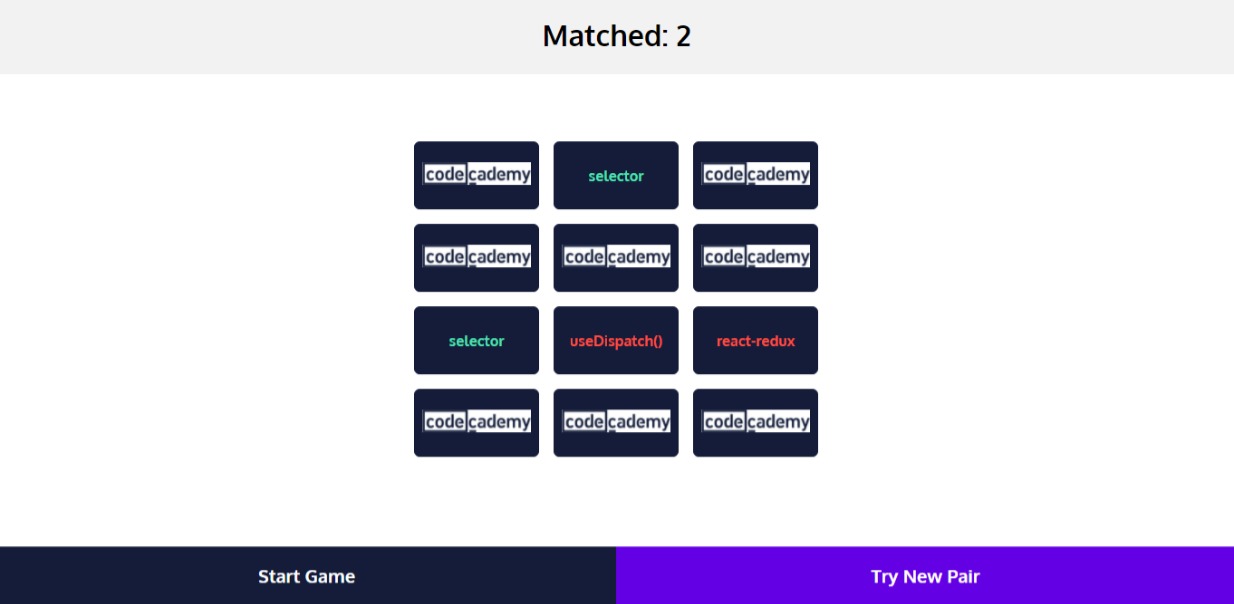 Matched: 2
codecademy selector codecademy
codecademy codecademy codecademy
selector useDispatch() react-redux
codecademy codecademy codecademy
Start Game Try New Pair